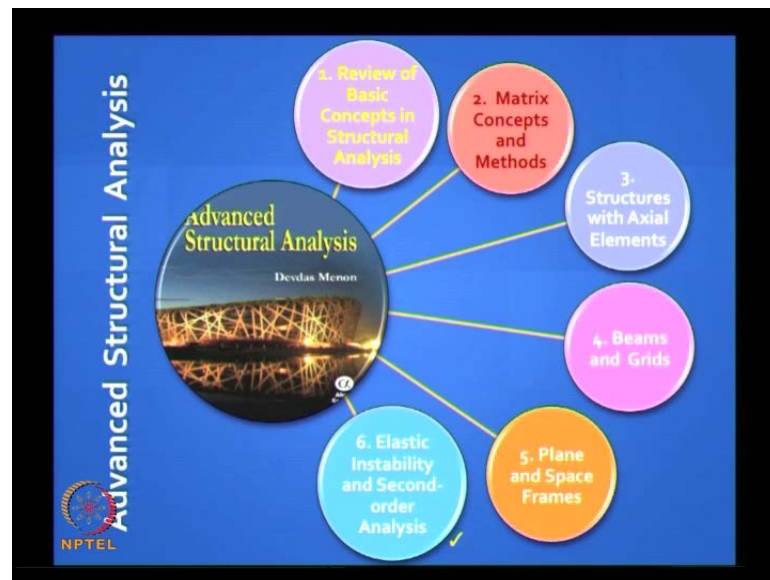 Advanced Structural Analysis
1. Review of
Basic
Concepts in
Structural
Analysis
2. Matrix
Concepts
and
Methods
3.
Structures
with Axial
Elements
4. Beams
and Grids
5. Plane
and Space
Frames
6. Elastic
Instability
and Second-
order
Analysis
✓
Advanced
Structural Analysis
Devdas Menon
α
NPTEL